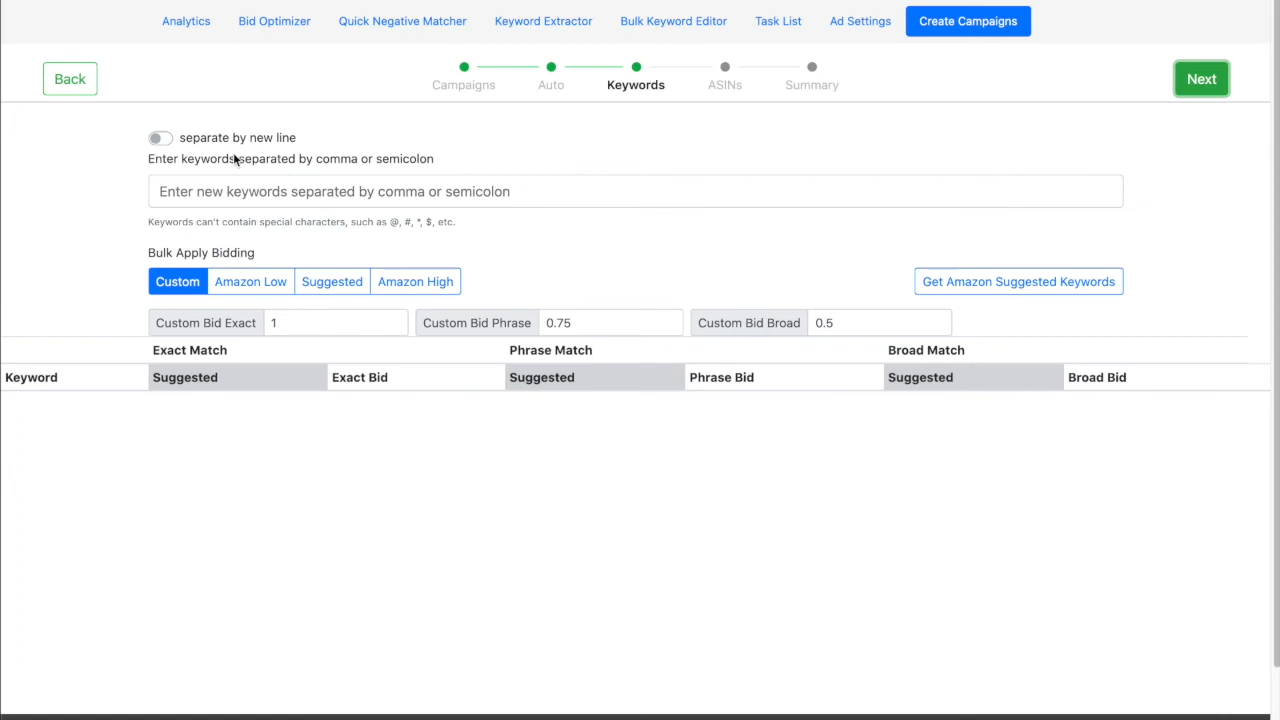 Analytics Bid Optimizer Quick Negative Matcher Keyword Extractor Bulk Keyword Editor Task List Ad Settings Create Campaigns
Back
Campaigns Auto Keywords ASINs Summary
Next
separate by new line
Enter keywords separated by comma or semicolon
Enter new keywords separated by comma or semicolon
Keywords can't contain special characters, such as @, #, *, $, etc.
Bulk Apply Bidding
Custom Amazon Low Suggested Amazon High Get Amazon Suggested Keywords
Custom Bid Exact 1 Custom Bid Phrase 0.75 Custom Bid Broad 0.5
Exact Match Phrase Match Broad Match
Keyword Suggested Exact Bid Suggested Phrase Bid Suggested Broad Bid